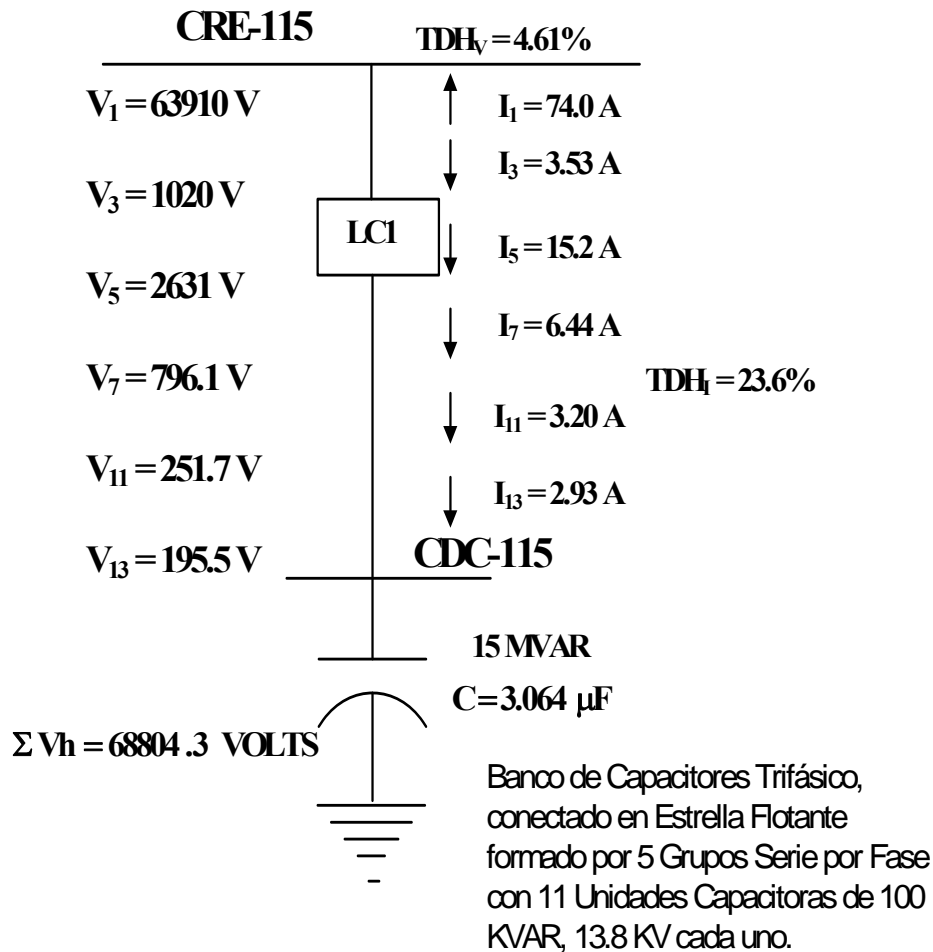 CRE-115
TDH_V = 4.61%
V₁ = 63910 V
I₁ = 74.0 A
I₃ = 3.53 A
V₃ = 1020 V
LC1
I₅ = 15.2 A
V₅ = 2631 V
I₇ = 6.44 A
V₇ = 796.1 V
TDH_I = 23.6%
I₁₁ = 3.20 A
V₁₁ = 251.7 V
I₁₃ = 2.93 A
V₁₃ = 195.5 V
CDC-115
15 MVAR
C = 3.064 μF
Σ Vh = 68804 .3 VOLTS
Banco de Capacitores Trifásico,
conectado en Estrella Flotante
formado por 5 Grupos Serie por Fase
con 11 Unidades Capacitoras de 100
KVAR, 13.8 KV cada uno.